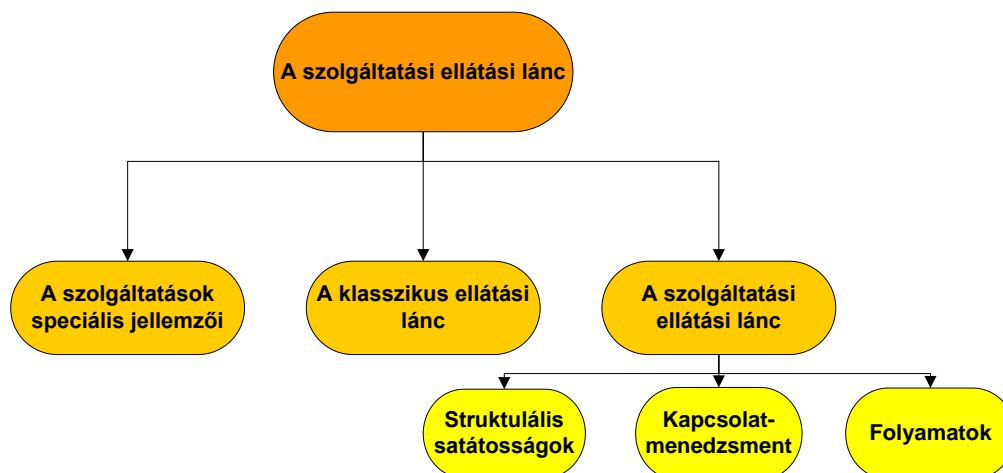 A szolgáltatási ellátási lánc
A szolgáltatások
speciális jellemzői
A klasszikus ellátási
lánc
A szolgáltatási
ellátási lánc
Struktulális
satátosságok
Kapcsolat-
menedzsment
Folyamatok